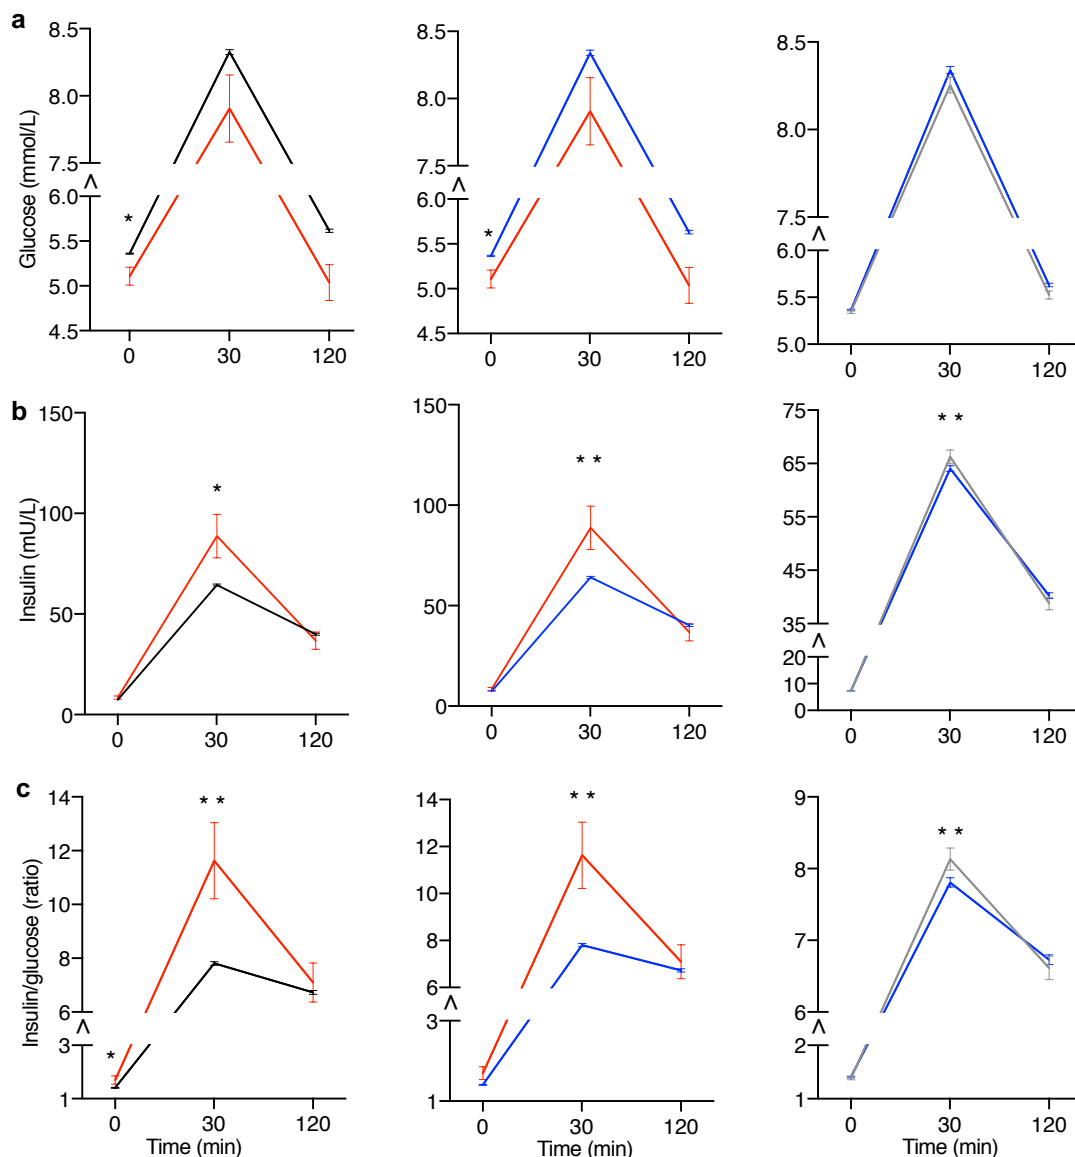 a
Glucose (mmol/L)
8.5 8.5 8.5
8.0 8.0 8.0
7.5 7.5 7.5
^ ^ ^
6.0 6.0 6.0
* *
5.5 5.5 5.5
5.0 5.0 5.0
4.5 4.5
0 30 120 0 30 120 0 30 120
b
Insulin (mU/L)
150 150 75
* * * * *
65
100 100 55
45
50 50 35
^
20
10
0 0 0
0 30 120 0 30 120 0 30 120
c
Insulin/glucose (ratio)
14 14 9
* * * * * *
12 12 8
10 10
8 8 7
6 6 6
^ ^ ^
3 3 2
*
1 1 1
0 30 120 0 30 120 0 30 120
Time (min) Time (min) Time (min)